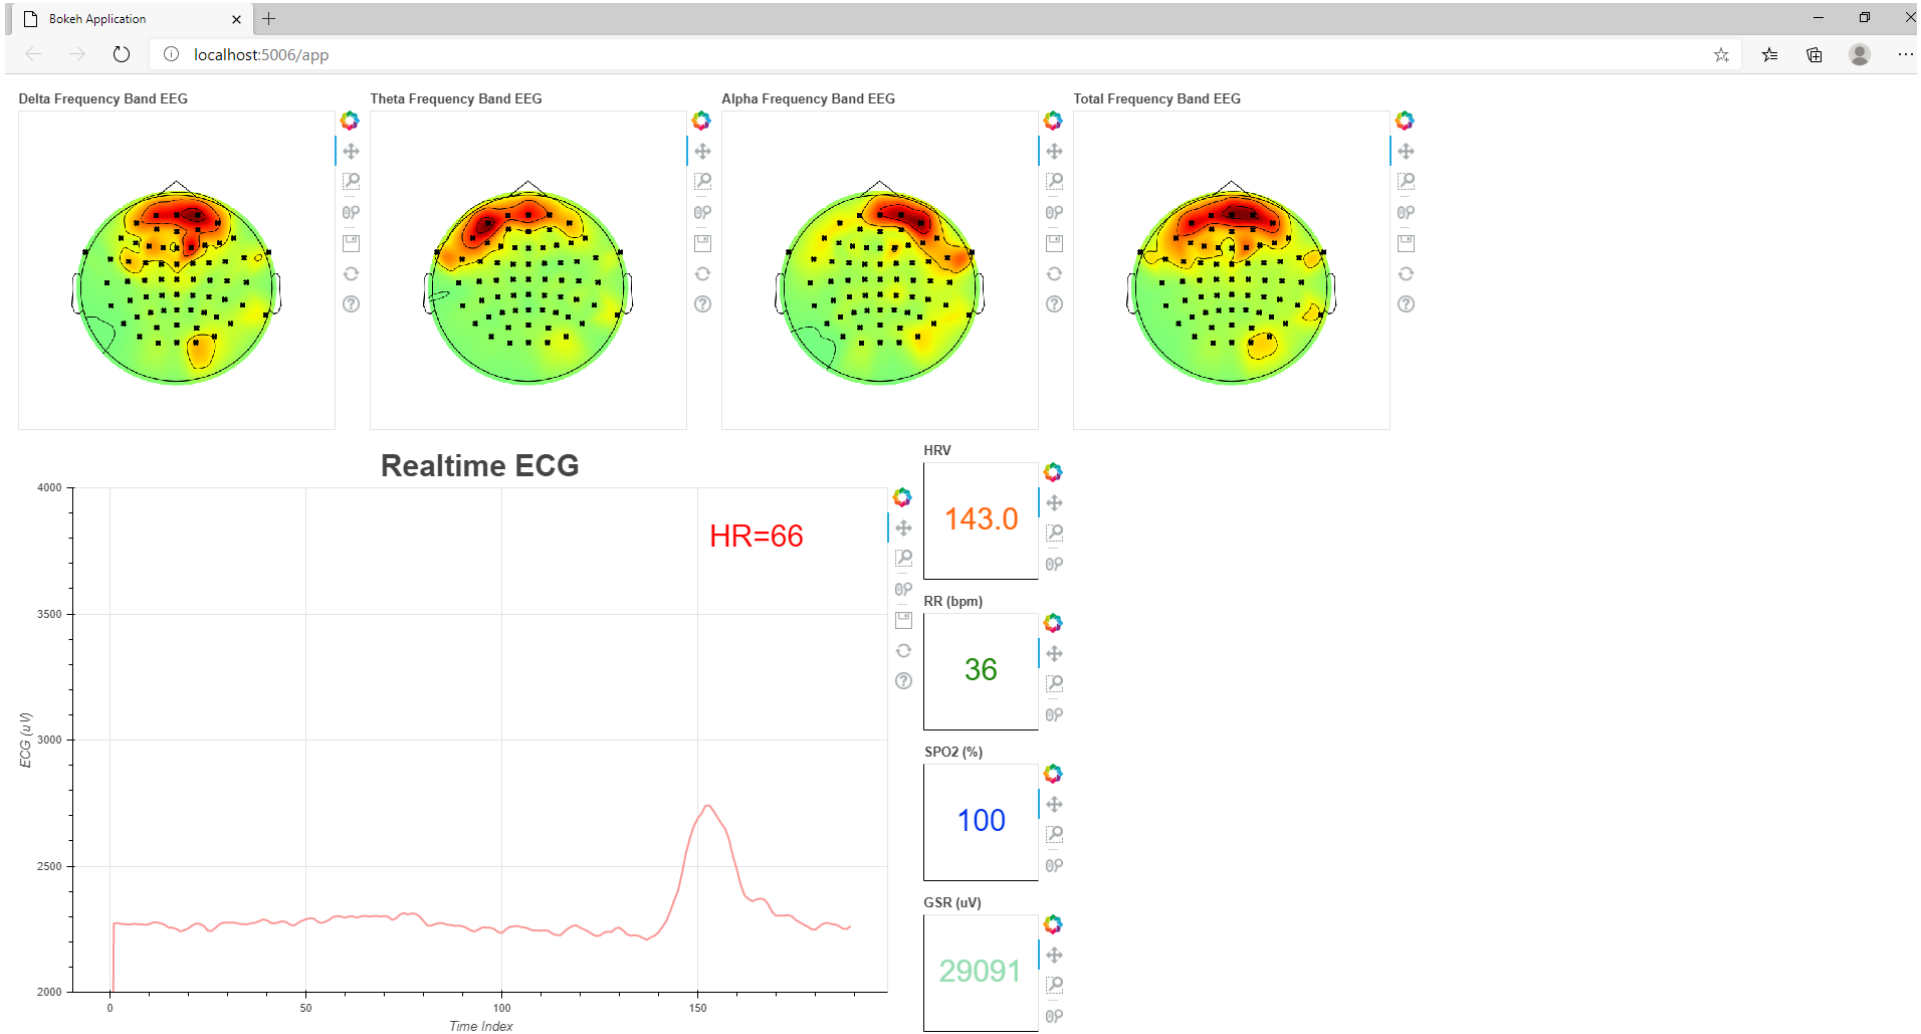 Bokeh Application
localhost:5006/app
Delta Frequency Band EEG
Theta Frequency Band EEG
Alpha Frequency Band EEG
Total Frequency Band EEG
Realtime ECG
HR=66
4000
3500
3000
2500
2000
ECG (uV)
0
50
100
150
Time Index
HRV
143.0
RR (bpm)
36
SPO2 (%)
100
GSR (uV)
29091